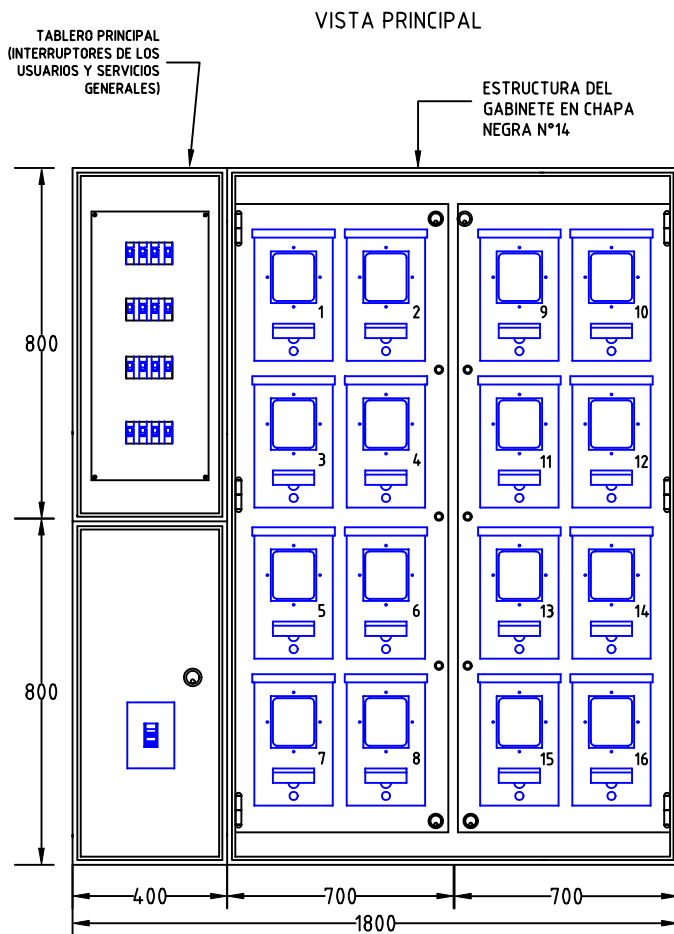 VISTA PRINCIPAL
TABLERO PRINCIPAL
(INTERRUPTORES DE LOS
USUARIOS Y SERVICIOS
GENERALES)
ESTRUCTURA DEL
GABINETE EN CHAPA
NEGRA N°14
1
2
9
10
800
3
4
11
12
5
6
13
14
800
7
8
15
16
400
700
700
1800